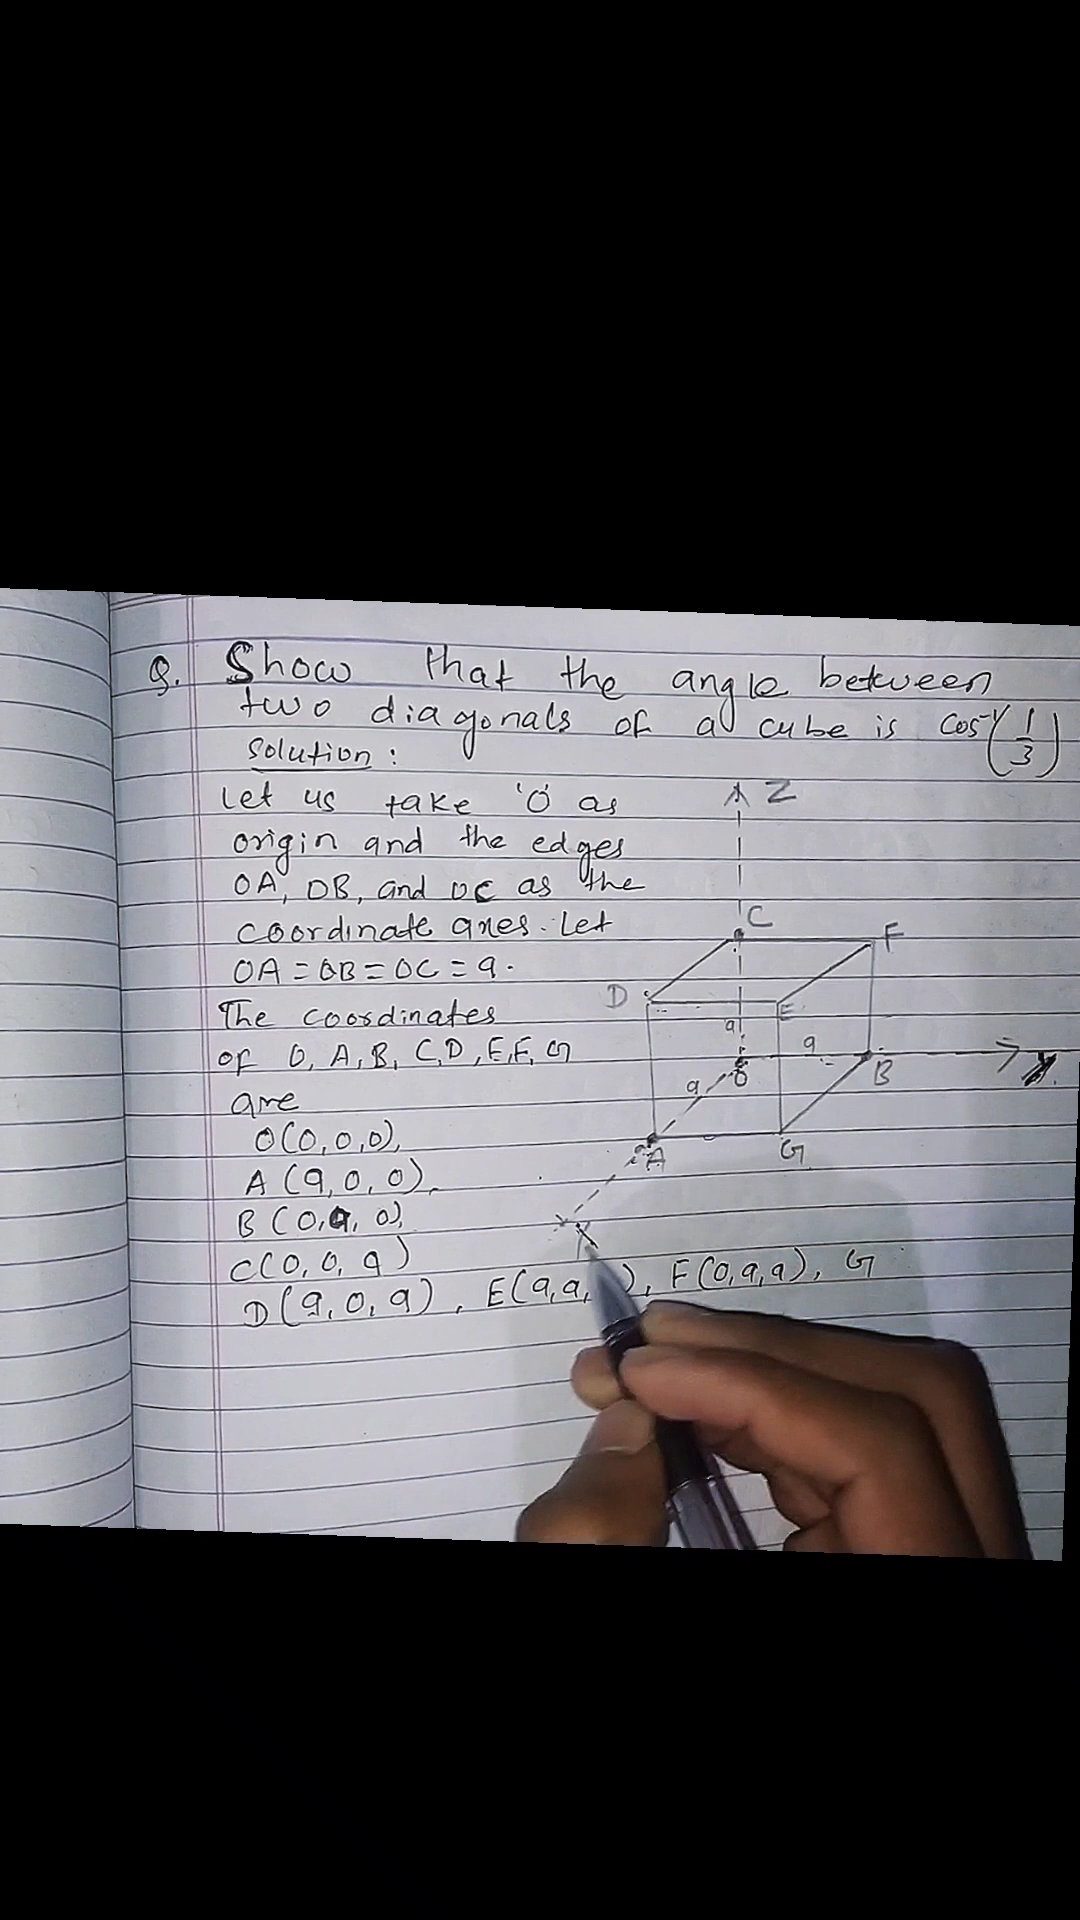 Q. Show that the angle between
two diagonals of a cube is cos⁻¹(1/3)
Solution:
Let us take 'O' as
origin and the edges
OA, OB, and OC as the
coordinate axes. Let
OA = OB = OC = a.
The coordinates
of O, A, B, C, D, E, F, G
are
O(0,0,0),
A (a, 0, 0),
B (0, a, 0),
C(0, 0, a)
D(a, 0, a), E(a,a, ), F(0,a,a), G
Z
C
F
D
E
a
a
O
B
Y
a
A
G
X